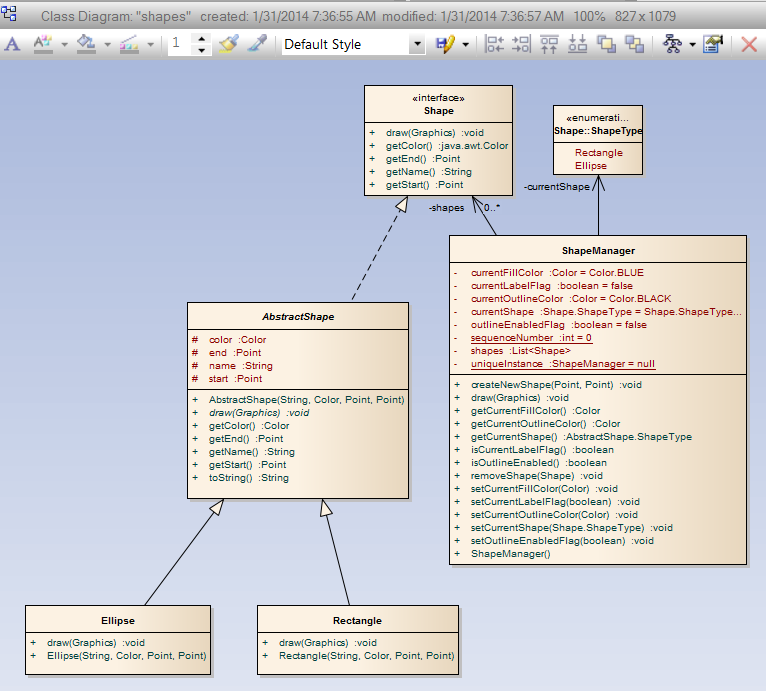 Class Diagram: "shapes"   created: 1/31/2014 7:36:55 AM   modified: 1/31/2014 7:36:57 AM   100%   827 x 1079
A A 1 Default Style
«interface»
Shape
+ draw(Graphics) :void
+ getColor() :java.awt.Color
+ getEnd() :Point
+ getName() :String
+ getStart() :Point
«enumerati...
Shape::ShapeType
Rectangle
Ellipse
-currentShape
-shapes 0..*
ShapeManager
- currentFillColor :Color = Color.BLUE
- currentLabelFlag :boolean = false
- currentOutlineColor :Color = Color.BLACK
- currentShape :Shape.ShapeType = Shape.ShapeType...
- outlineEnabledFlag :boolean = false
- sequenceNumber :int = 0
- shapes :List<Shape>
- uniqueInstance :ShapeManager = null
+ createNewShape(Point, Point) :void
+ draw(Graphics) :void
+ getCurrentFillColor() :Color
+ getCurrentOutlineColor() :Color
+ getCurrentShape() :AbstractShape.ShapeType
+ isCurrentLabelFlag() :boolean
+ isOutlineEnabled() :boolean
+ removeShape(Shape) :void
+ setCurrentFillColor(Color) :void
+ setCurrentLabelFlag(boolean) :void
+ setCurrentOutlineColor(Color) :void
+ setCurrentShape(Shape.ShapeType) :void
+ setOutlineEnabledFlag(boolean) :void
+ ShapeManager()
AbstractShape
# color :Color
# end :Point
# name :String
# start :Point
+ AbstractShape(String, Color, Point, Point)
+ draw(Graphics) :void
+ getColor() :Color
+ getEnd() :Point
+ getName() :String
+ getStart() :Point
+ toString() :String
Ellipse
+ draw(Graphics) :void
+ Ellipse(String, Color, Point, Point)
Rectangle
+ draw(Graphics) :void
+ Rectangle(String, Color, Point, Point)